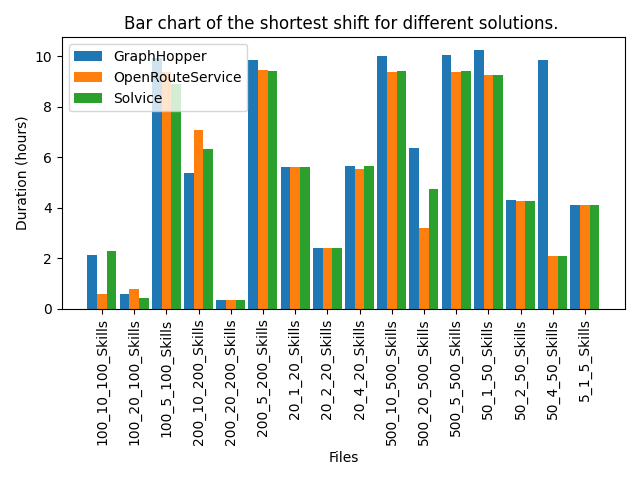 Bar chart of the shortest shift for different solutions.
GraphHopper
OpenRouteService
Solvice
Duration (hours)
10
8
6
4
2
0
100_10_100_Skills
100_20_100_Skills
100_5_100_Skills
200_10_200_Skills
200_20_200_Skills
200_5_200_Skills
20_1_20_Skills
20_2_20_Skills
20_4_20_Skills
500_10_500_Skills
500_20_500_Skills
500_5_500_Skills
50_1_50_Skills
50_2_50_Skills
50_4_50_Skills
5_1_5_Skills
Files